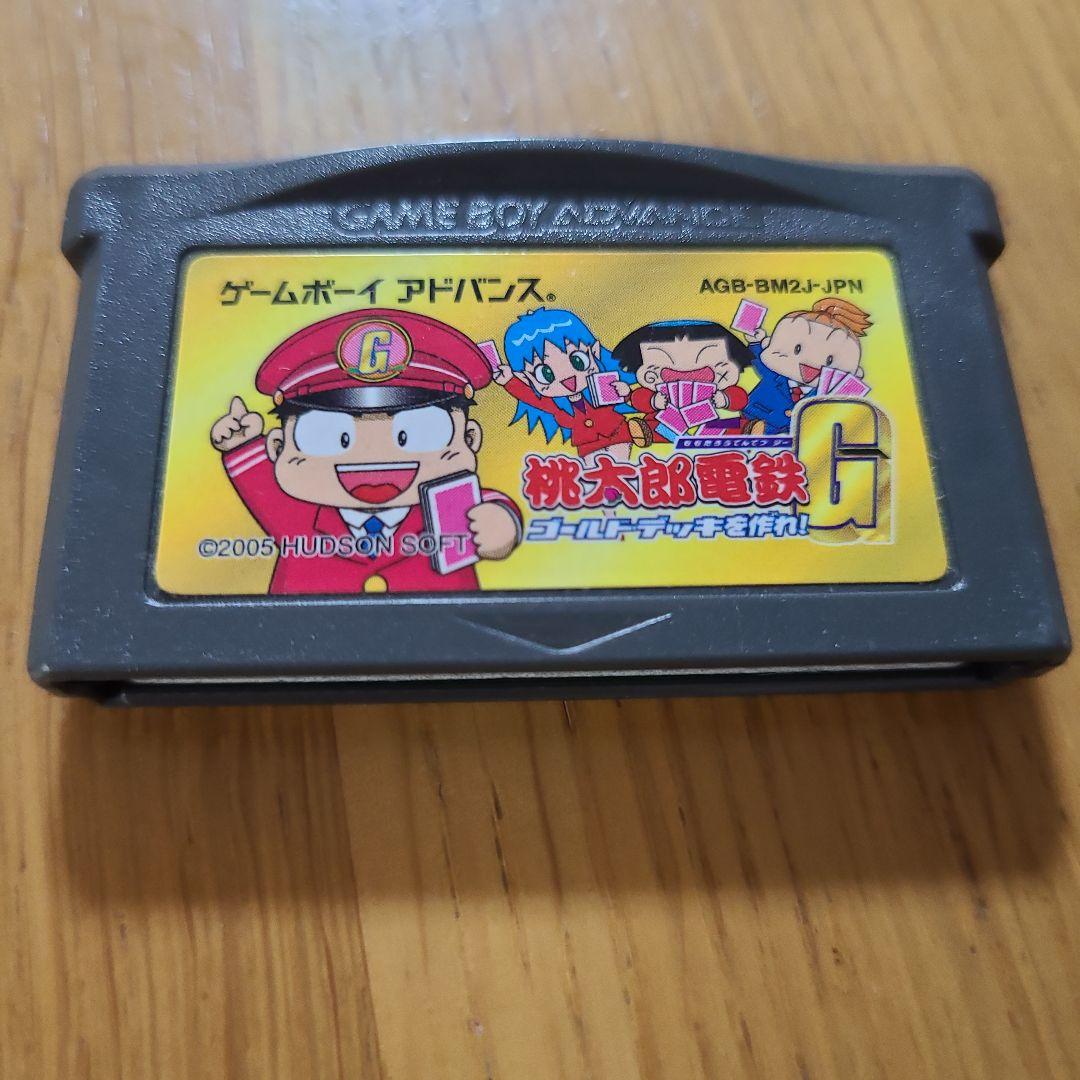 GAME BOY ADVANCE
ゲームボーイ アドバンス®
AGB-BM2J-JPN
G
ももたろうでんてつ ジー
桃太郎電鉄G
ゴールド・デッキを作れ!
©2005 HUDSON SOFT